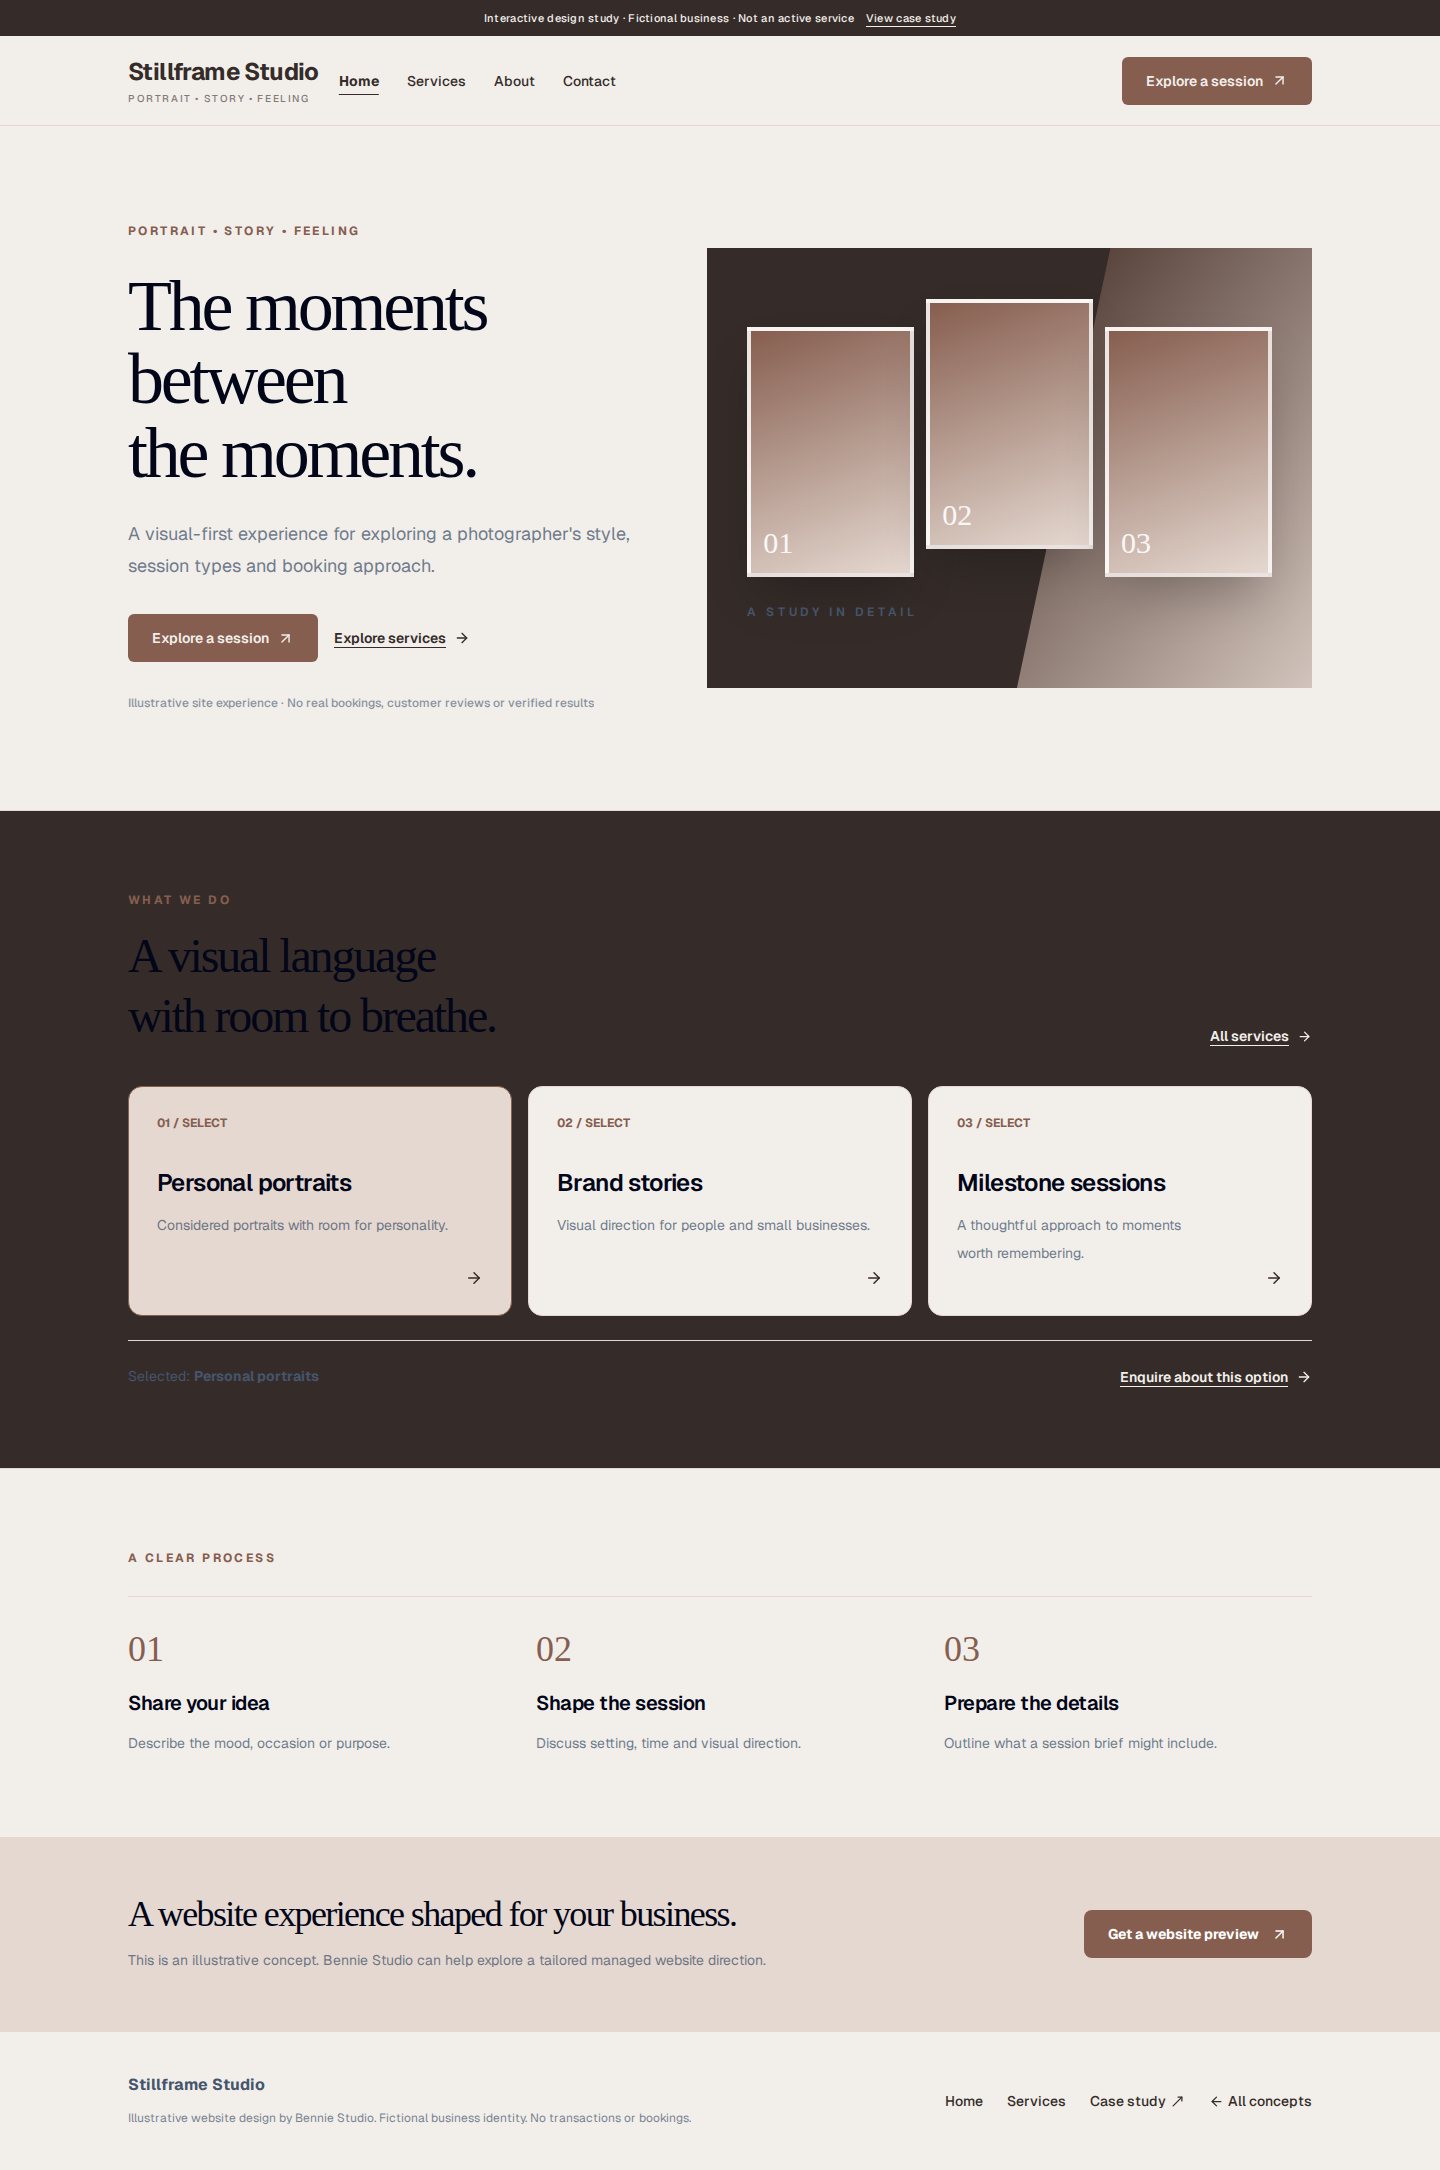 Interactive design study · Fictional business · Not an active service View case study
Stillframe Studio
PORTRAIT • STORY • FEELING
Home Services About Contact
Explore a session
PORTRAIT • STORY • FEELING
The moments
between
the moments.
A visual-first experience for exploring a photographer's style,
session types and booking approach.
Explore a session Explore services
Illustrative site experience · No real bookings, customer reviews or verified results
01
02
03
A STUDY IN DETAIL
WHAT WE DO
A visual language
with room to breathe.
All services
01 / SELECT
Personal portraits
Considered portraits with room for personality.
02 / SELECT
Brand stories
Visual direction for people and small businesses.
03 / SELECT
Milestone sessions
A thoughtful approach to moments
worth remembering.
Selected: Personal portraits
Enquire about this option
A CLEAR PROCESS
01
Share your idea
Describe the mood, occasion or purpose.
02
Shape the session
Discuss setting, time and visual direction.
03
Prepare the details
Outline what a session brief might include.
A website experience shaped for your business.
This is an illustrative concept. Bennie Studio can help explore a tailored managed website direction.
Get a website preview
Stillframe Studio
Illustrative website design by Bennie Studio. Fictional business identity. No transactions or bookings.
Home Services Case study ↗ ← All concepts